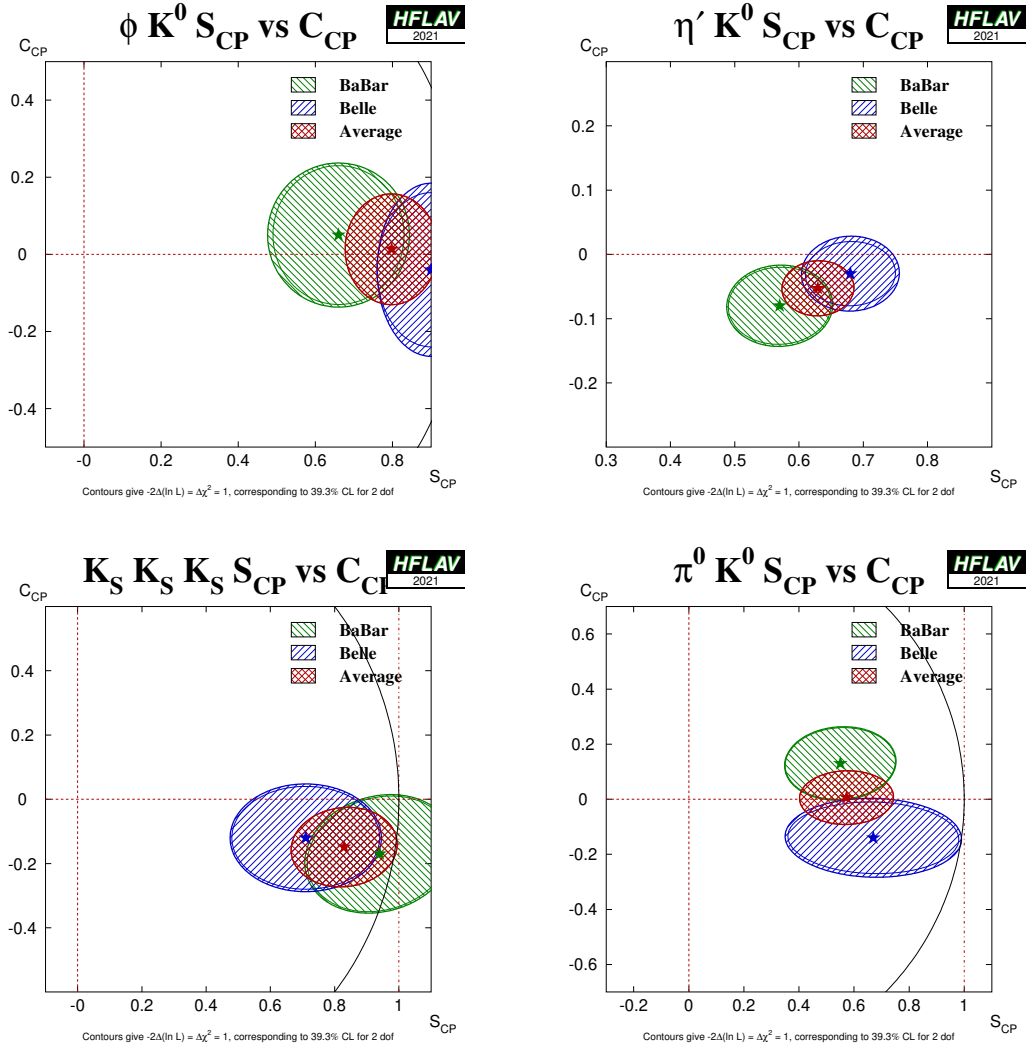 φ K⁰ S_CP vs C_CP
HFLAV
2021
C_CP
BaBar
Belle
Average
0.4
0.2
0
-0.2
-0.4
-0 0.2 0.4 0.6 0.8
S_CP
Contours give -2Δ(ln L) = Δχ² = 1, corresponding to 39.3% CL for 2 dof
η′ K⁰ S_CP vs C_CP
HFLAV
2021
C_CP
BaBar
Belle
Average
0.2
0.1
0
-0.1
-0.2
0.3 0.4 0.5 0.6 0.7 0.8
S_CP
Contours give -2Δ(ln L) = Δχ² = 1, corresponding to 39.3% CL for 2 dof
K_S K_S K_S S_CP vs C_CP
HFLAV
2021
C_CP
BaBar
Belle
Average
0.4
0.2
0
-0.2
-0.4
-0 0.2 0.4 0.6 0.8 1
S_CP
Contours give -2Δ(ln L) = Δχ² = 1, corresponding to 39.3% CL for 2 dof
π⁰ K⁰ S_CP vs C_CP
HFLAV
2021
C_CP
BaBar
Belle
Average
0.6
0.4
0.2
0
-0.2
-0.4
-0.6
-0.2 0 0.2 0.4 0.6 0.8 1
S_CP
Contours give -2Δ(ln L) = Δχ² = 1, corresponding to 39.3% CL for 2 dof